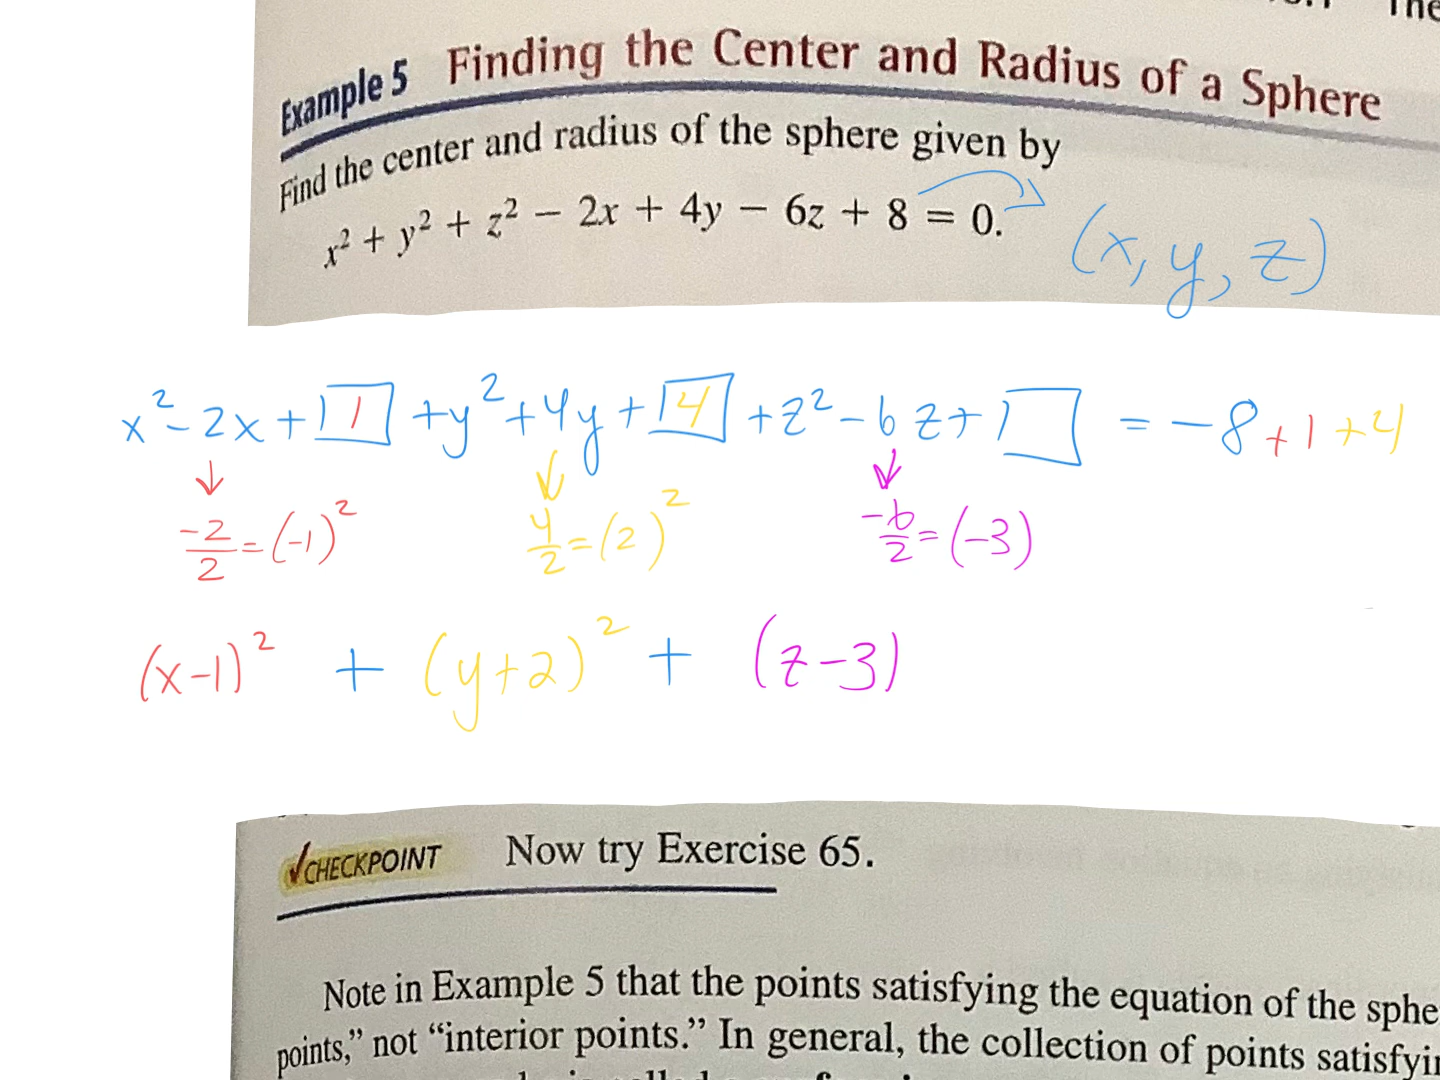 The
Example 5 Finding the Center and Radius of a Sphere
Find the center and radius of the sphere given by
x² + y² + z² − 2x + 4y − 6z + 8 = 0.
(x, y, z)
x² − 2x + [1] + y² + 4y + [4] + z² − 6z + [ ] = −8 + 1 + 4
-2/2 = (-1)² 4/2 = (2)² -6/2 = (-3)
(x-1)² + (y+2)² + (z-3)
✓CHECKPOINT Now try Exercise 65.
Note in Example 5 that the points satisfying the equation of the sphe
points,” not “interior points.” In general, the collection of points satisfyi